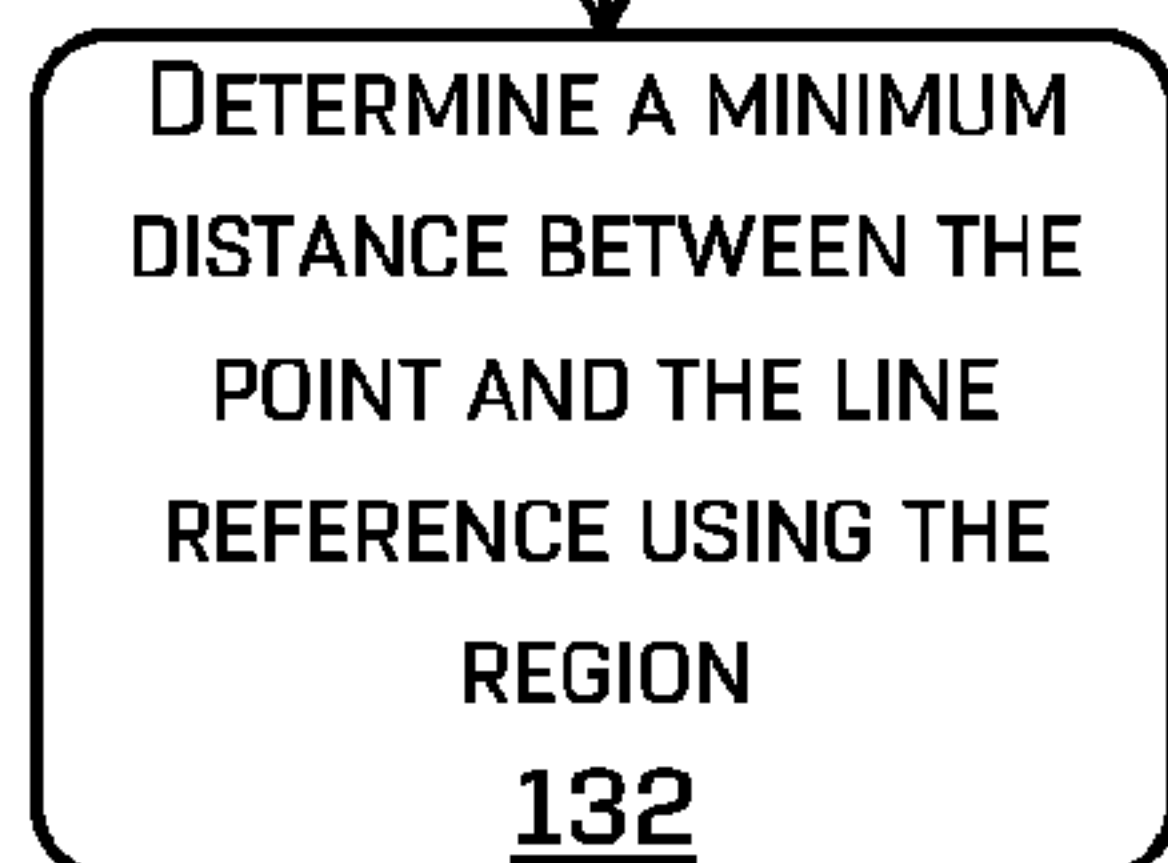 Determine a minimum
distance between the
point and the line
reference using the
region
132